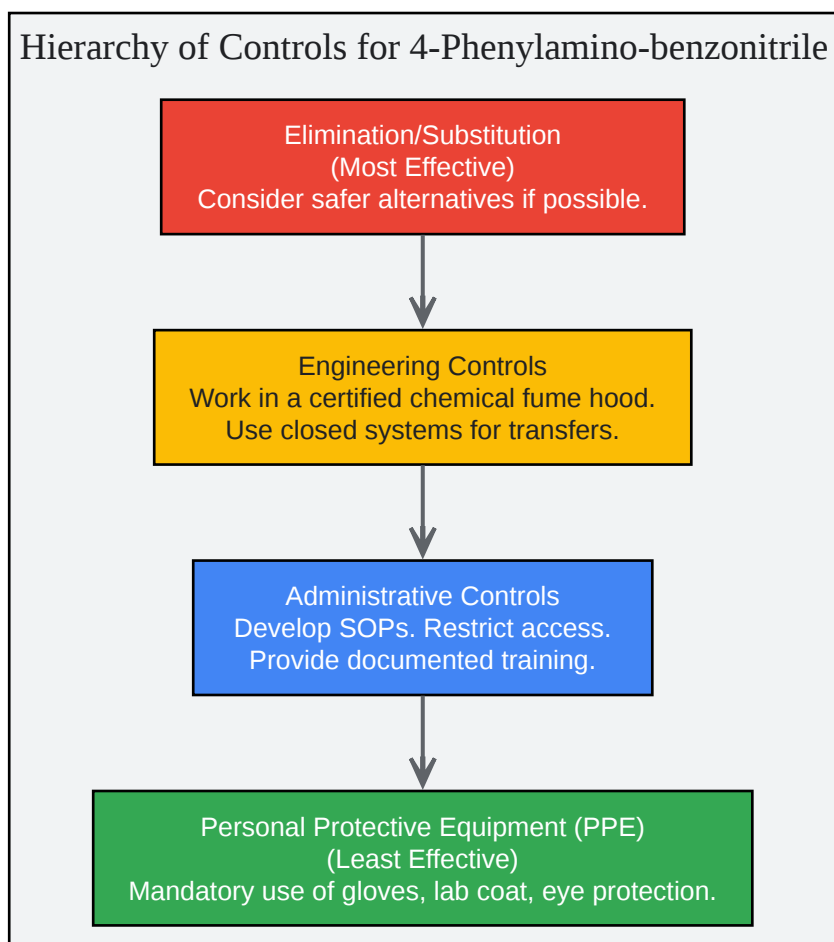 Hierarchy of Controls for 4-Phenylamino-benzonitrile
Elimination/Substitution
(Most Effective)
Consider safer alternatives if possible.
Engineering Controls
Work in a certified chemical fume hood.
Use closed systems for transfers.
Administrative Controls
Develop SOPs. Restrict access.
Provide documented training.
Personal Protective Equipment (PPE)
(Least Effective)
Mandatory use of gloves, lab coat, eye protection.